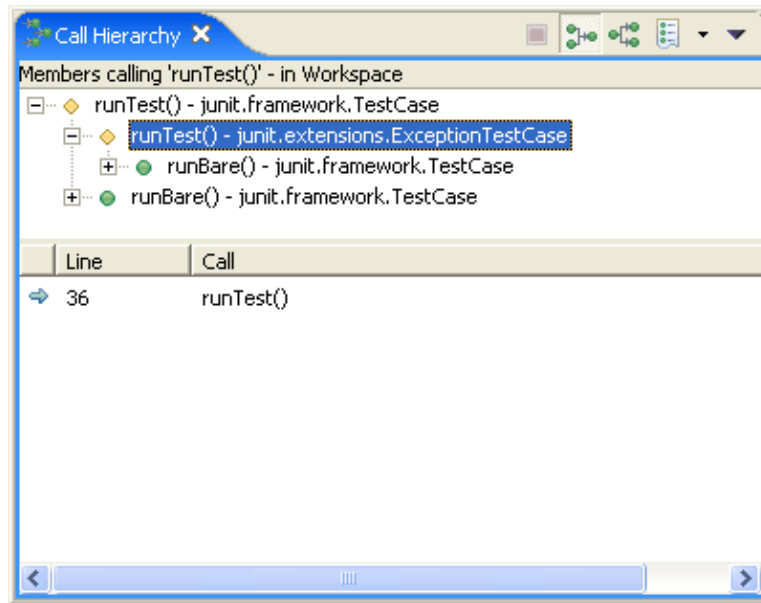 Call Hierarchy
Members calling 'runTest()' - in Workspace
runTest() - junit.framework.TestCase
runTest() - junit.extensions.ExceptionTestCase
runBare() - junit.framework.TestCase
runBare() - junit.framework.TestCase
Line Call
36 runTest()